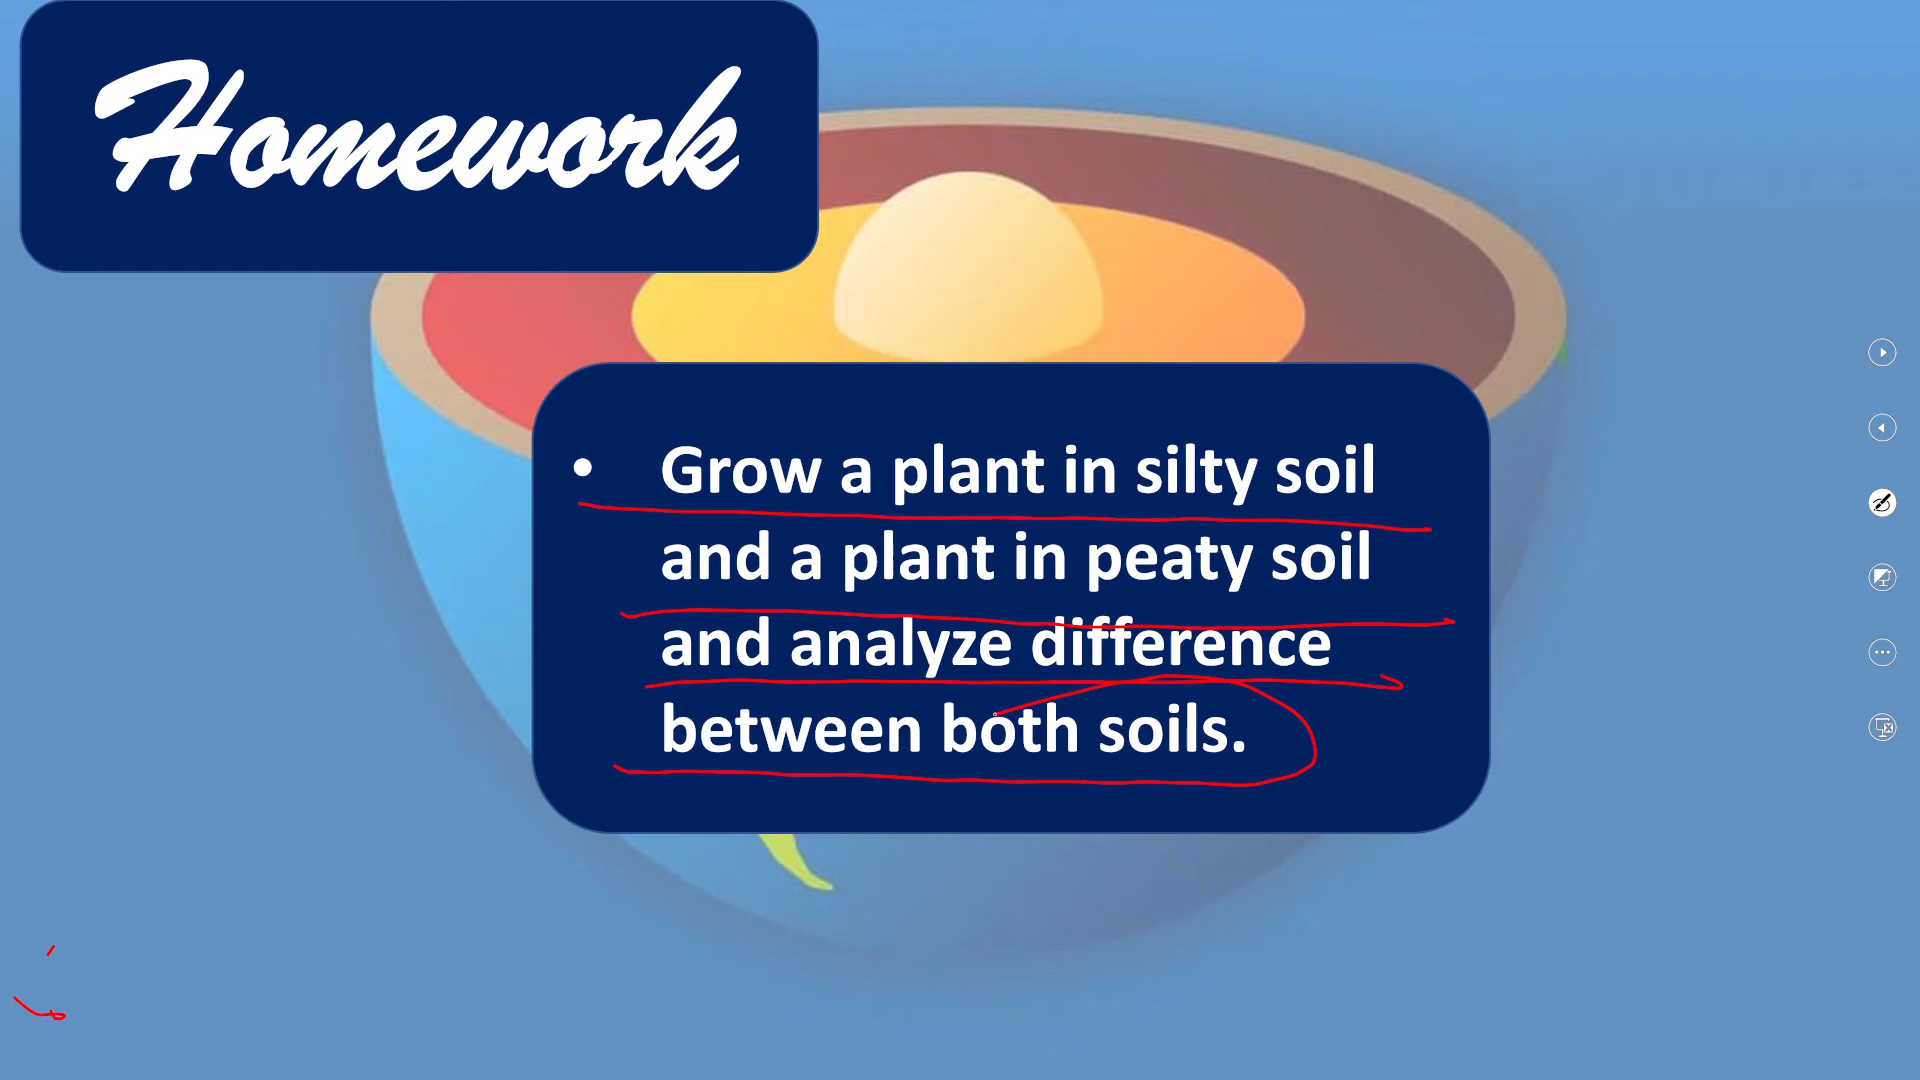 Homework
• Grow a plant in silty soil
and a plant in peaty soil
and analyze difference
between both soils.